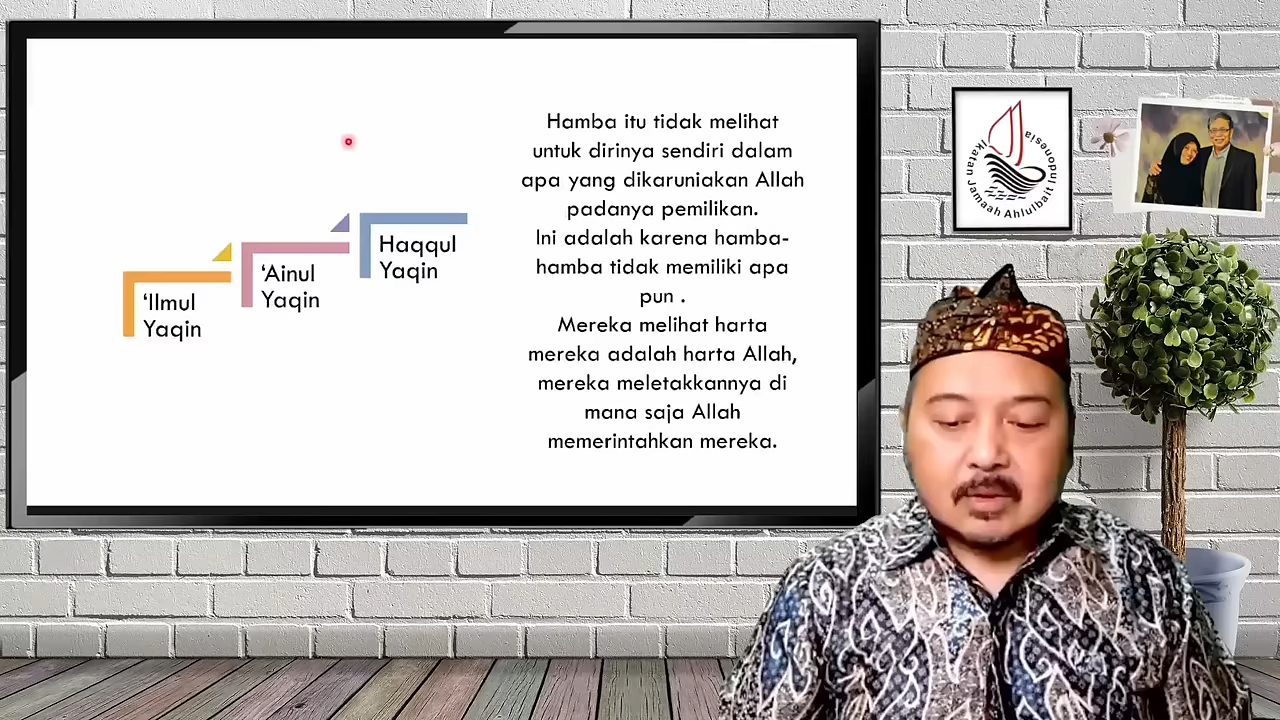 Hamba itu tidak melihat
untuk dirinya sendiri dalam
apa yang dikaruniakan Allah
padanya pemilikan.
Ini adalah karena hamba-
hamba tidak memiliki apa
pun .
Mereka melihat harta
mereka adalah harta Allah,
mereka meletakkannya di
mana saja Allah
memerintahkan mereka.
‘Ilmul
Yaqin
‘Ainul
Yaqin
Haqqul
Yaqin
Ikatan Jamaah Ahlulbait Indonesia